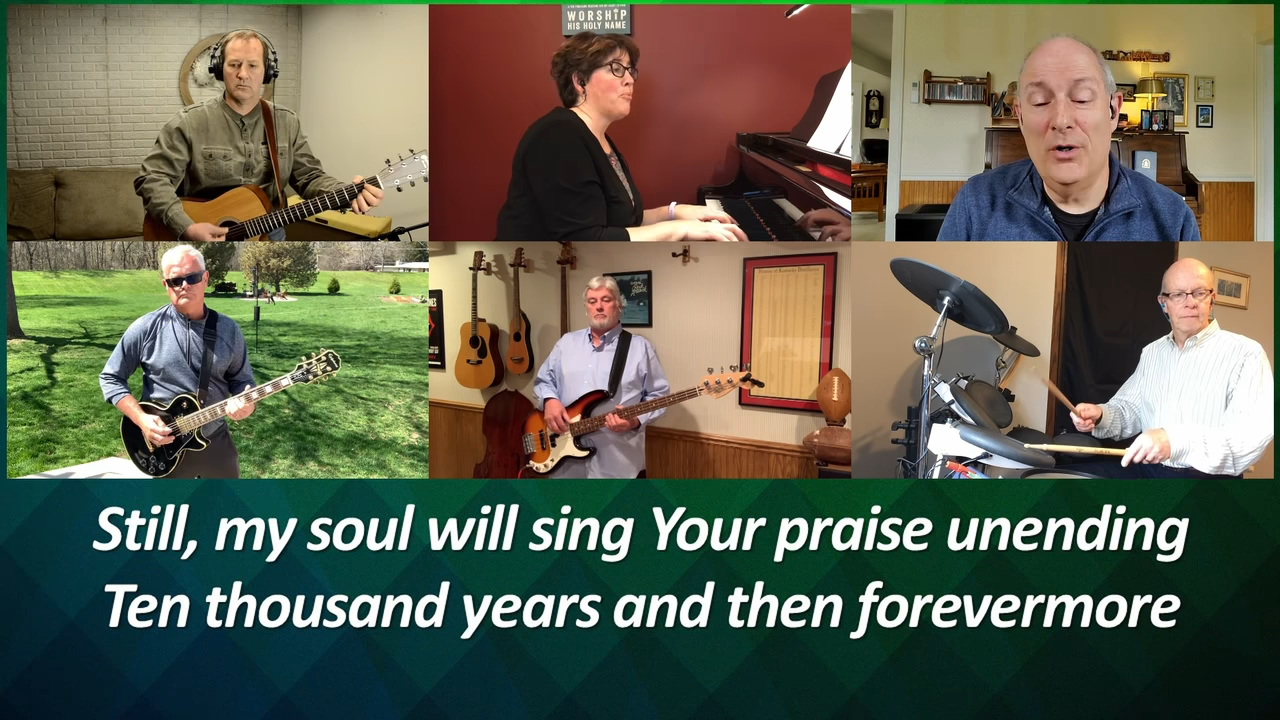 WORSHIP
HIS HOLY NAME
Still, my soul will sing Your praise unending
Ten thousand years and then forevermore